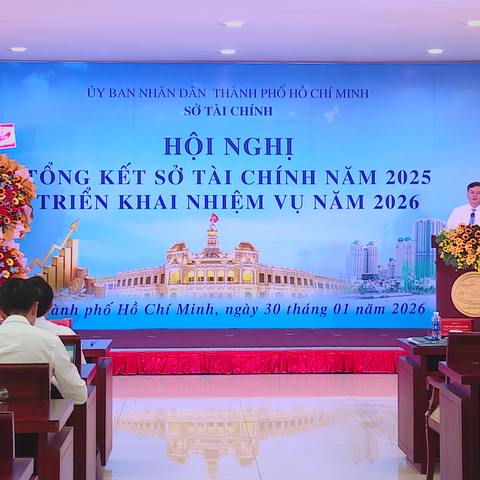 ỦY BAN NHÂN DÂN THÀNH PHỐ HỒ CHÍ MINH
SỞ TÀI CHÍNH
HỘI NGHỊ
TỔNG KẾT SỞ TÀI CHÍNH NĂM 2025
TRIỂN KHAI NHIỆM VỤ NĂM 2026
hành phố Hồ Chí Minh, ngày 30 tháng 01 năm 2026